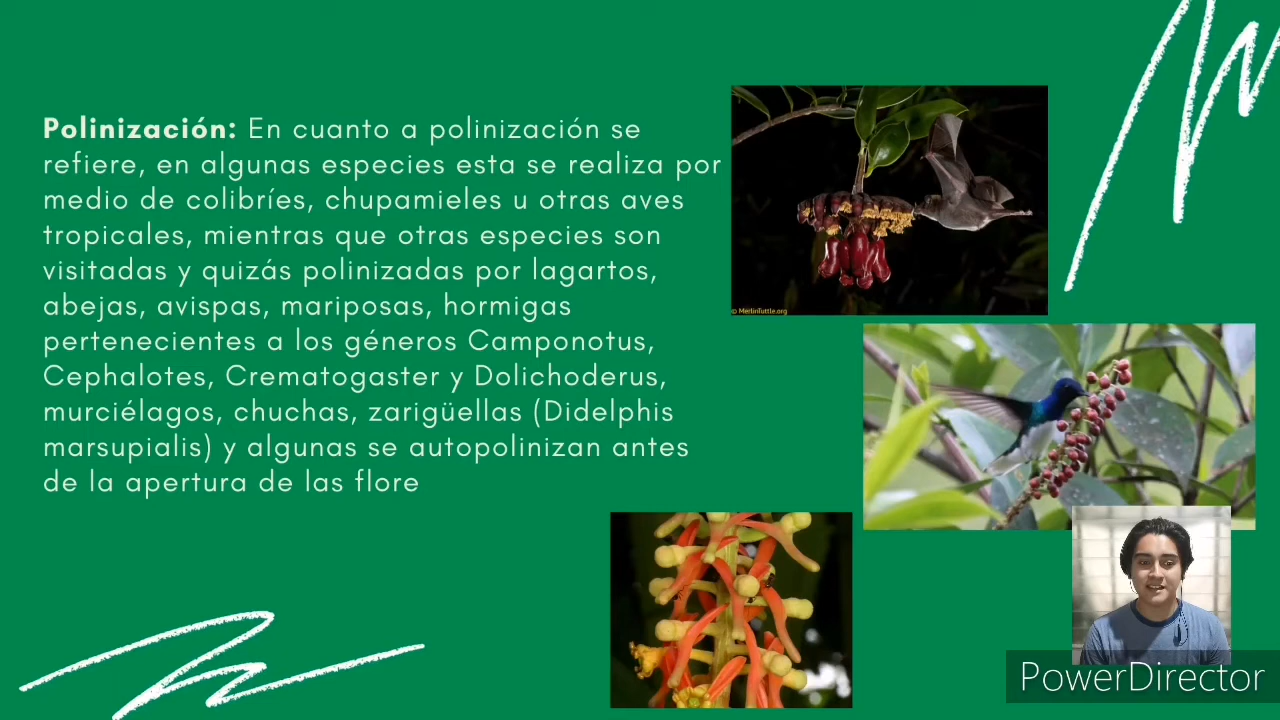 Polinización: En cuanto a polinización se
refiere, en algunas especies esta se realiza por
medio de colibríes, chupamieles u otras aves
tropicales, mientras que otras especies son
visitadas y quizás polinizadas por lagartos,
abejas, avispas, mariposas, hormigas
pertenecientes a los géneros Camponotus,
Cephalotes, Crematogaster y Dolichoderus,
murciélagos, chuchas, zarigüellas (Didelphis
marsupialis) y algunas se autopolinizan antes
de la apertura de las flore
© MerlinTuttle.org
PowerDirector